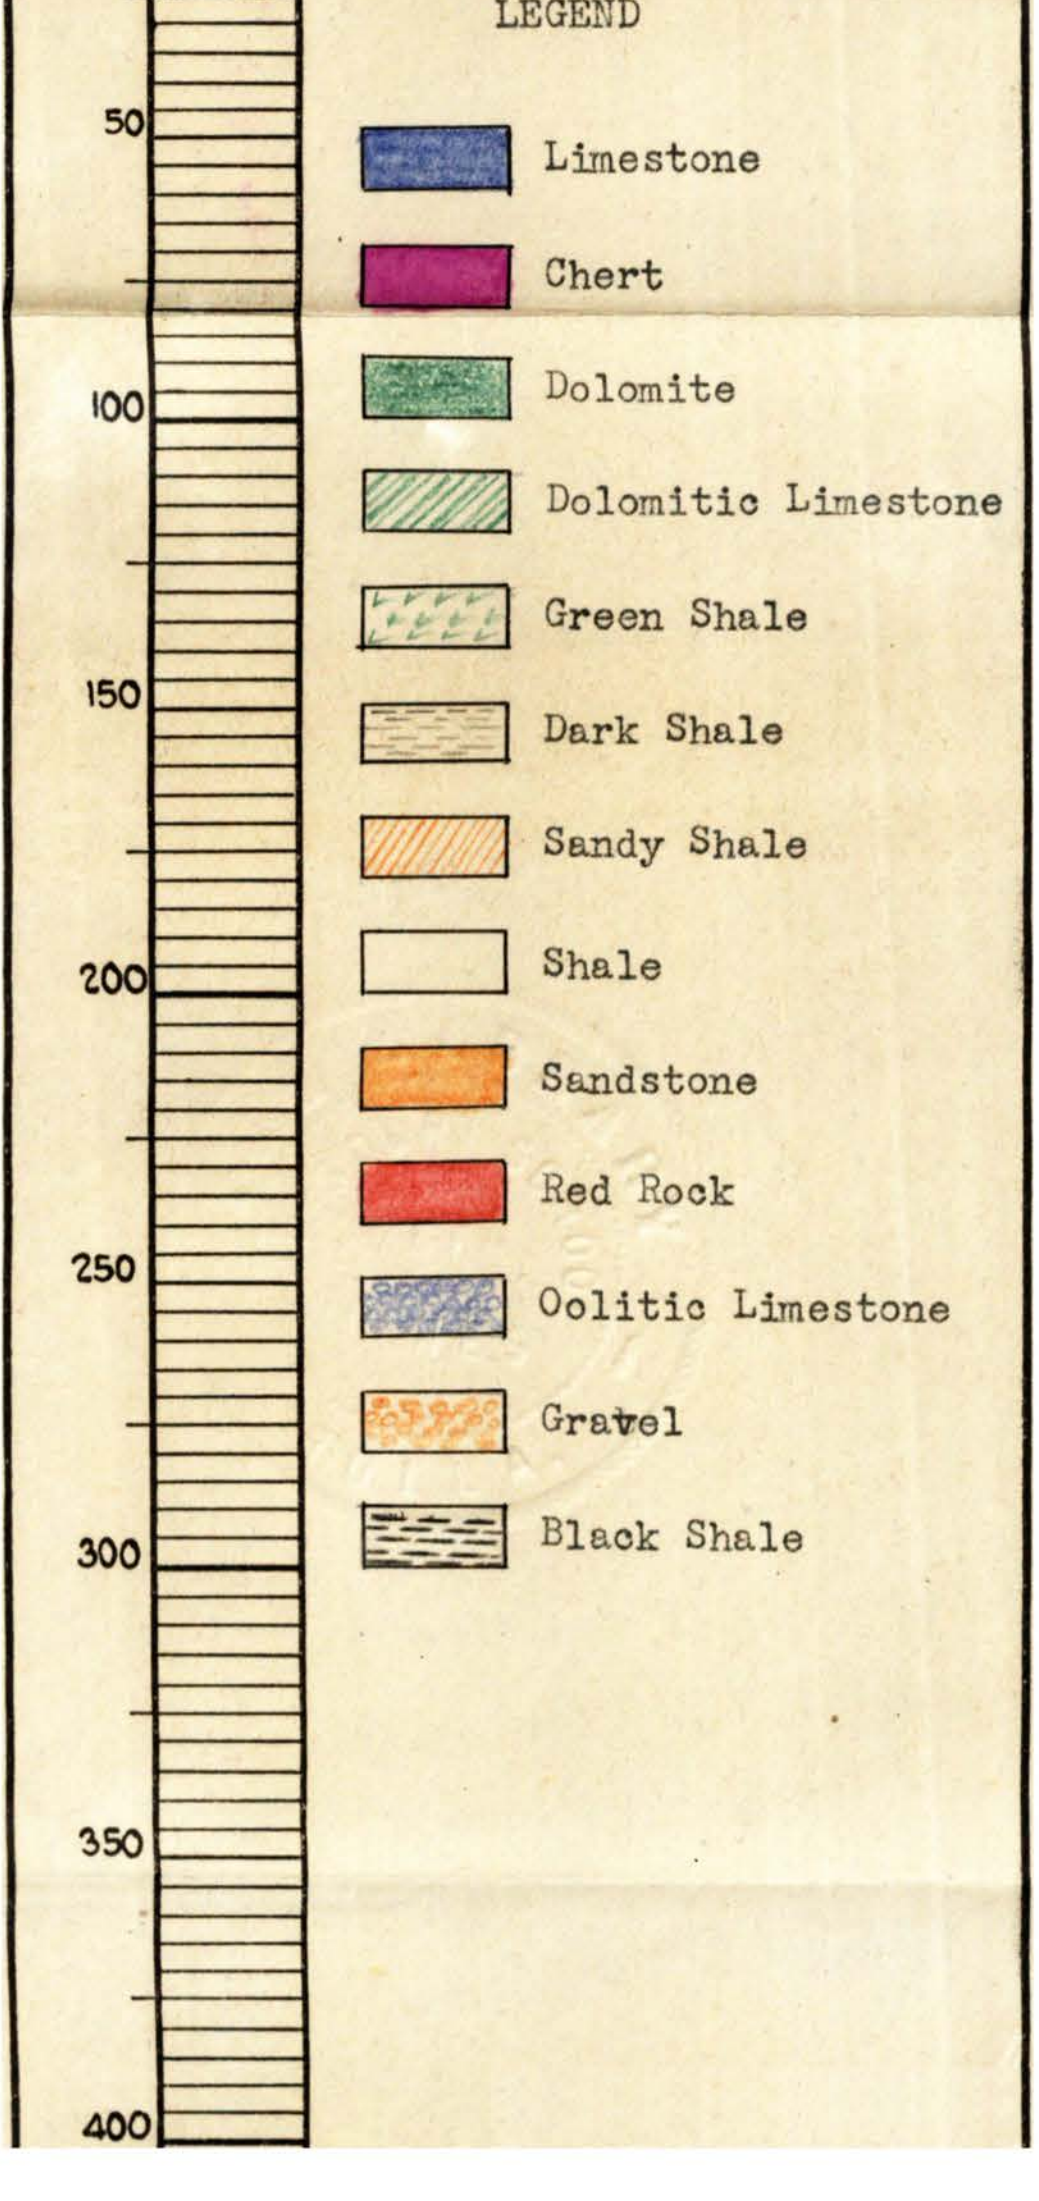 LEGEND
50
Limestone
Chert
Dolomite
100
Dolomitic Limestone
Green Shale
150
Dark Shale
Sandy Shale
Shale
200
Sandstone
Red Rock
250
Oolitic Limestone
Gravel
300
Black Shale
350
400